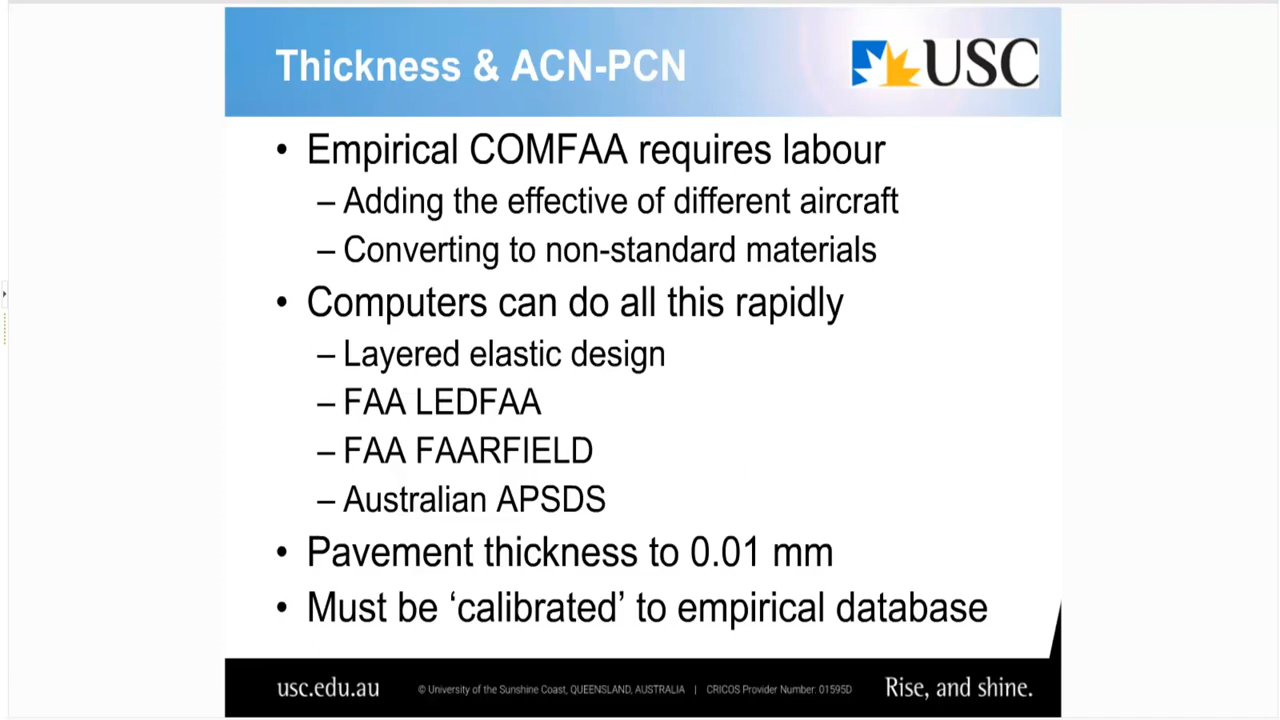 Thickness & ACN-PCN
USC
• Empirical COMFAA requires labour
– Adding the effective of different aircraft
– Converting to non-standard materials
• Computers can do all this rapidly
– Layered elastic design
– FAA LEDFAA
– FAA FAARFIELD
– Australian APSDS
• Pavement thickness to 0.01 mm
• Must be ‘calibrated’ to empirical database
usc.edu.au
© University of the Sunshine Coast, QUEENSLAND, AUSTRALIA | CRICOS Provider Number: 01595D
Rise, and shine.